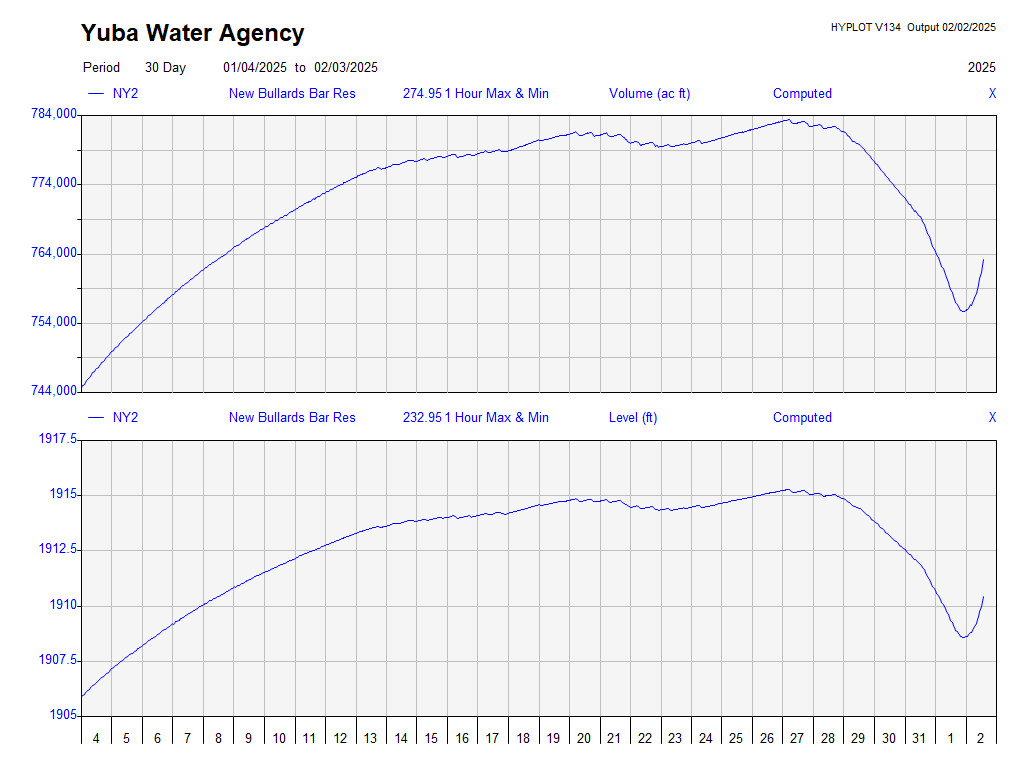 Yuba Water Agency
HYPLOT V134 Output 02/02/2025
Period 30 Day 01/04/2025 to 02/03/2025 2025
NY2 New Bullards Bar Res 274.95 1 Hour Max & Min Volume (ac ft) Computed X
784,000
774,000
764,000
754,000
744,000
NY2 New Bullards Bar Res 232.95 1 Hour Max & Min Level (ft) Computed X
1917.5
1915
1912.5
1910
1907.5
1905
4 5 6 7 8 9 10 11 12 13 14 15 16 17 18 19 20 21 22 23 24 25 26 27 28 29 30 31 1 2